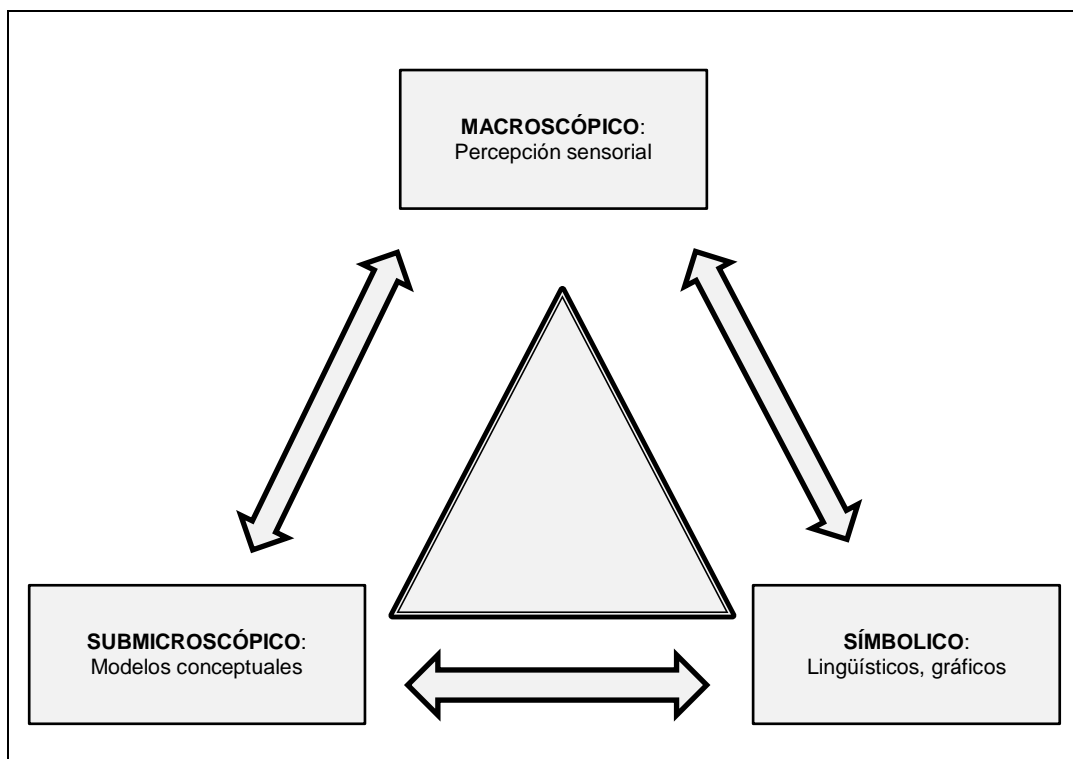 MACROSCÓPICO:
Percepción sensorial
SUBMICROSCÓPICO:
Modelos conceptuales
SÍMBOLICO:
Lingüísticos, gráficos